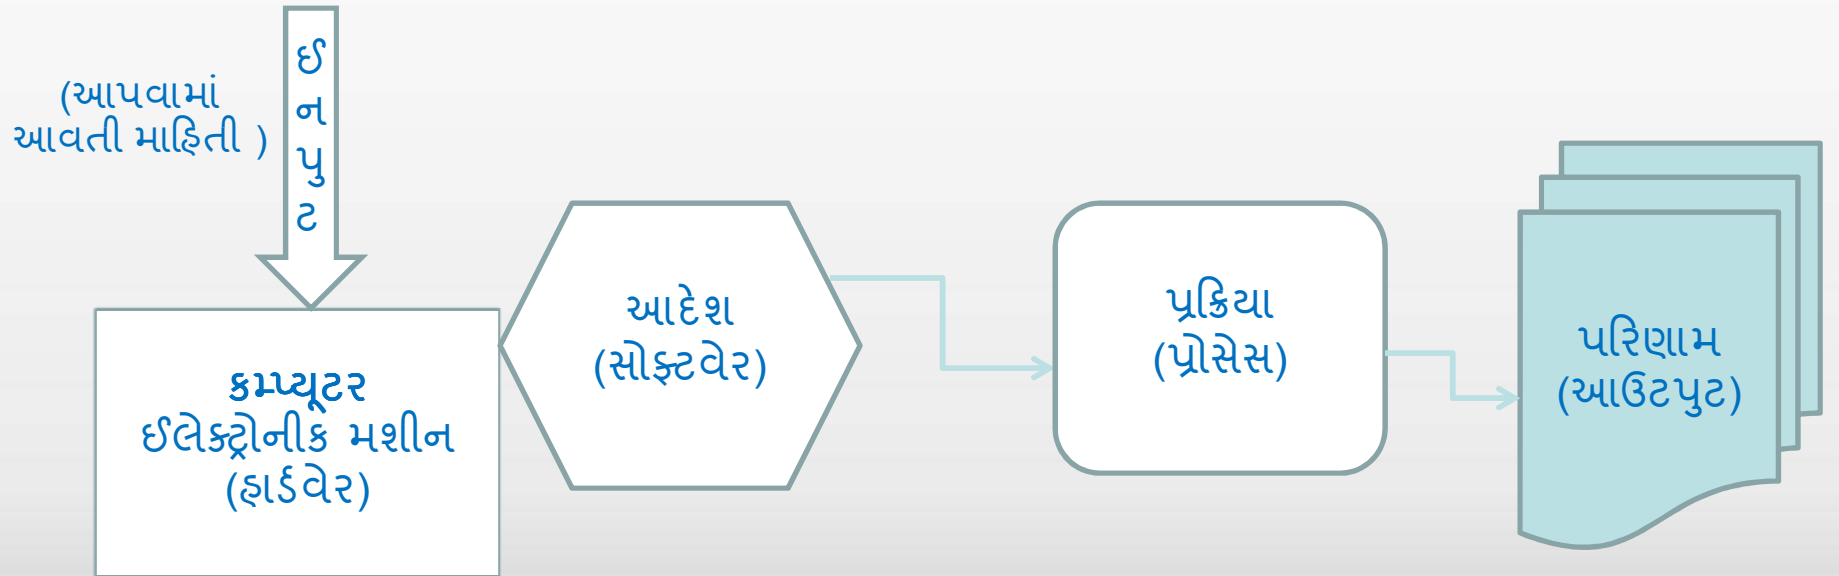 (આપવામાં
આવતી માહિતી )
ઈ
ન
પુ
ટ
કમ્પ્યૂટર
ઈલેક્ટ્રોનીક મશીન
(હાર્ડવેર)
આદેશ
(સોફ્ટવેર)
પ્રક્રિયા
(પ્રોસેસ)
પરિણામ
(આઉટપુટ)